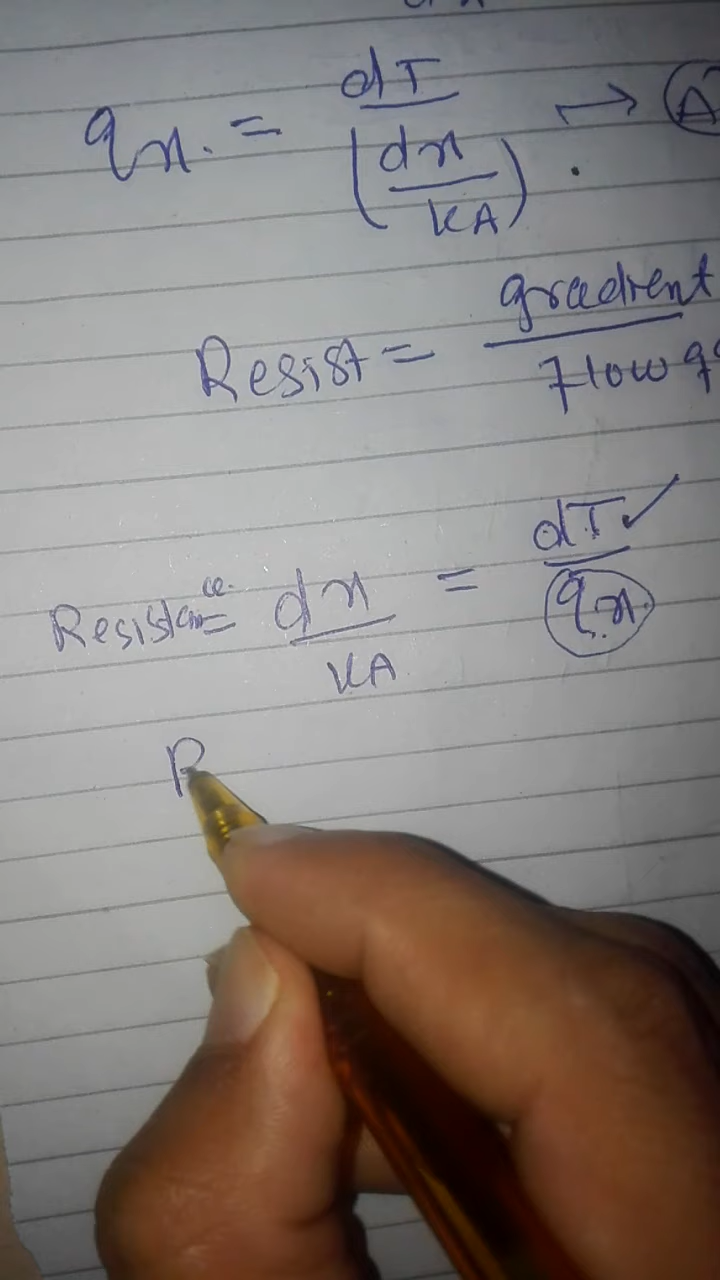 qx. = dT / (dx / KA) . → A
Resist = gradient / Flow
Resistance = dx / KA = dT ✓ / qx.
R